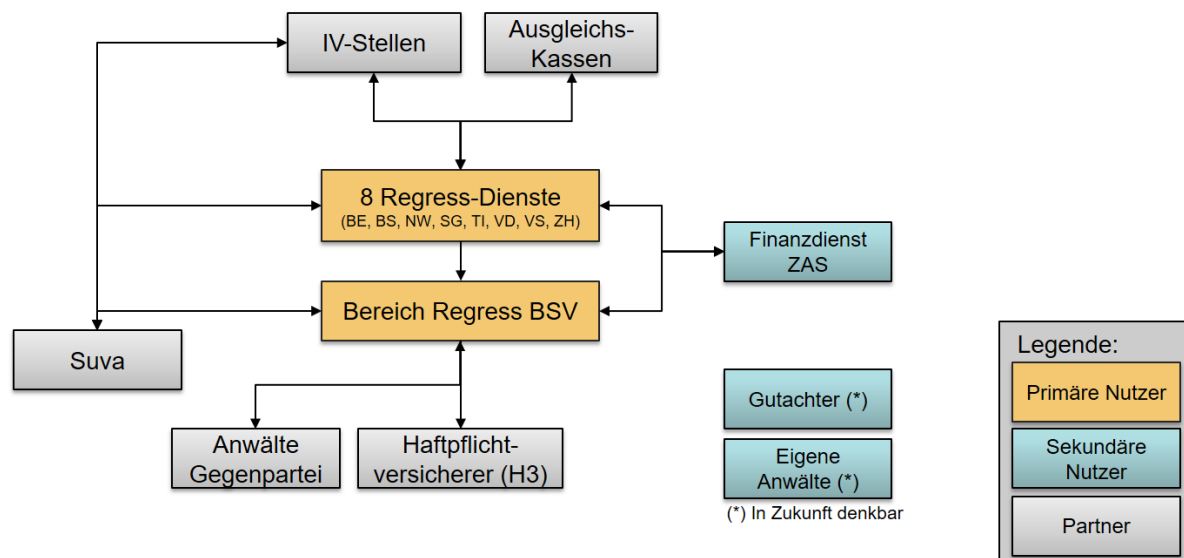 IV-Stellen
Ausgleichs-
Kassen
8 Regress-Dienste
(BE, BS, NW, SG, TI, VD, VS, ZH)
Finanzdienst
ZAS
Bereich Regress BSV
Suva
Anwälte
Gegenpartei
Haftpflicht-
versicherer (H3)
Gutachter (*)
Eigene
Anwälte (*)
(*) In Zukunft denkbar
Legende:
Primäre Nutzer
Sekundäre
Nutzer
Partner